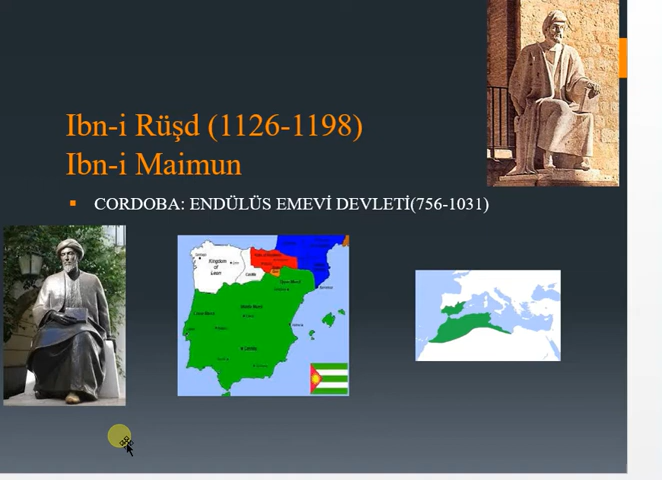 Ibn-i Rüşd (1126-1198)
Ibn-i Maimun
CORDOBA: ENDÜLÜS EMEVİ DEVLETİ(756-1031)
Kingdom
of
Leon